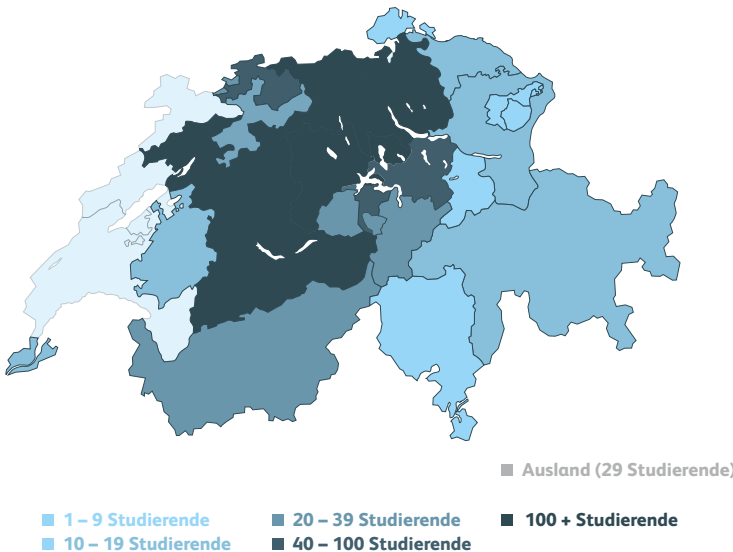 Ausland (29 Studierende)
1 – 9 Studierende
20 – 39 Studierende
100 + Studierende
10 – 19 Studierende
40 – 100 Studierende